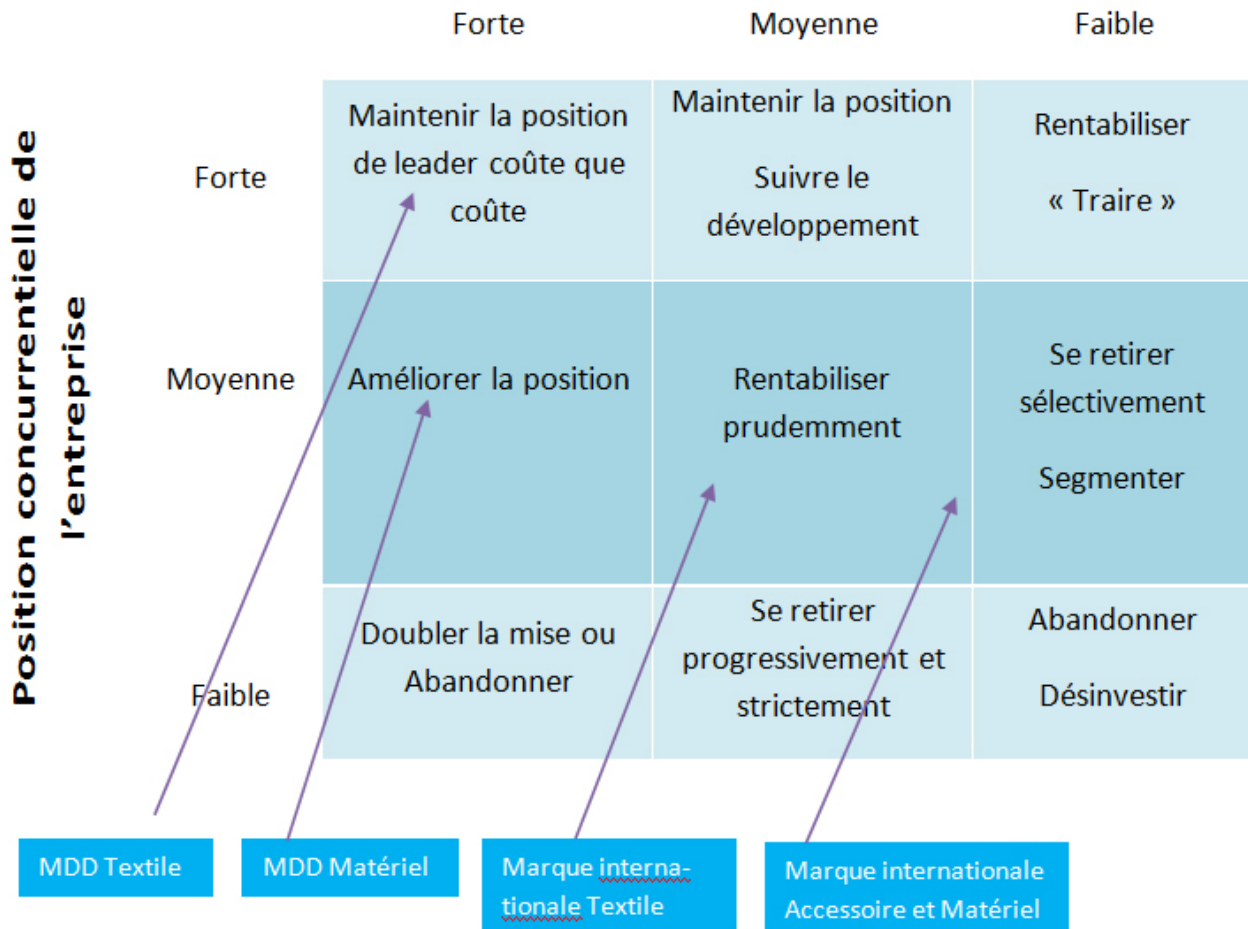 Forte Moyenne Faible
Position concurrentielle de
l'entreprise
Forte
Maintenir la position
de leader coûte que
coûte
Maintenir la position
Suivre le
développement
Rentabiliser
« Traire »
Moyenne
Améliorer la position
Rentabiliser
prudemment
Se retirer
sélectivement
Segmenter
Faible
Doubler la mise ou
Abandonner
Se retirer
progressivement et
strictement
Abandonner
Désinvestir
MDD Textile
MDD Matériel
Marque interna-
tionale Textile
Marque internationale
Accessoire et Matériel